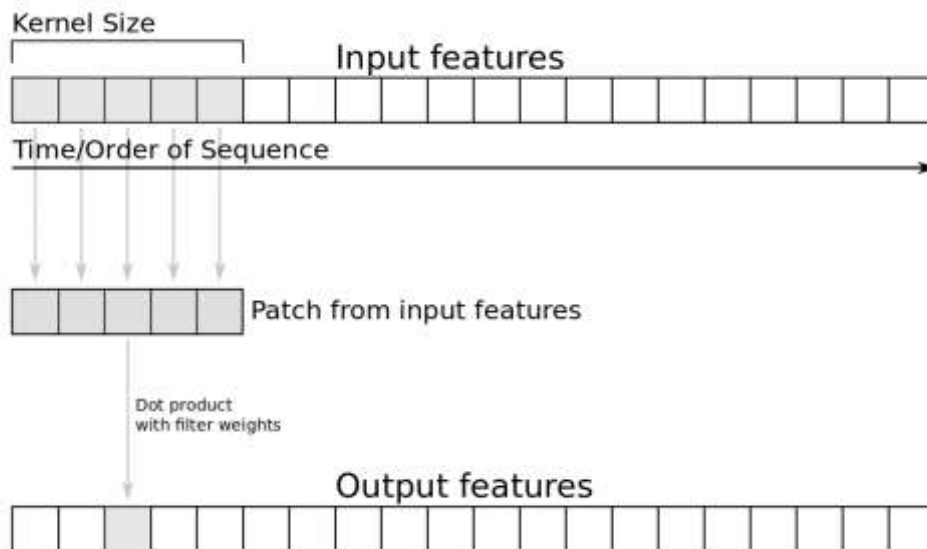 Kernel Size
Input features
Time/Order of Sequence
Patch from input features
Dot product
with filter weights
Output features